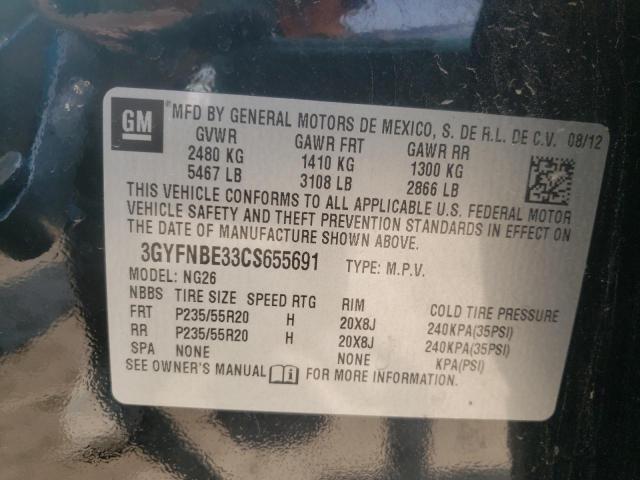 GM MFD BY GENERAL MOTORS DE MEXICO, S. DE R.L. DE C.V. 08/12
GVWR GAWR FRT GAWR RR
2480 KG 1410 KG 1300 KG
5467 LB 3108 LB 2866 LB
THIS VEHICLE CONFORMS TO ALL APPLICABLE U.S. FEDERAL MOTOR
VEHICLE SAFETY AND THEFT PREVENTION STANDARDS IN EFFECT ON
THE DATE OF MANUFACTURE SHOWN ABOVE.
3GYFNBE33CS655691 TYPE: M.P.V.
MODEL: NG26
NBBS TIRE SIZE SPEED RTG RIM COLD TIRE PRESSURE
FRT P235/55R20 H 20X8J 240KPA(35PSI)
RR P235/55R20 H 20X8J 240KPA(35PSI)
SPA NONE NONE KPA(PSI)
SEE OWNER'S MANUAL FOR MORE INFORMATION.